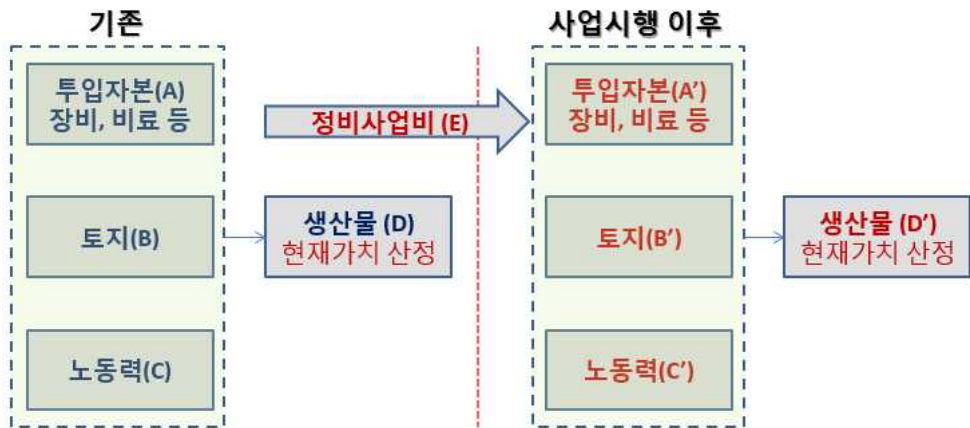 기존
투입자본(A)
장비, 비료 등
토지(B)
노동력(C)
생산물 (D)
현재가치 산정
정비사업비 (E)
사업시행 이후
투입자본(A’)
장비, 비료 등
토지(B’)
노동력(C’)
생산물 (D’)
현재가치 산정